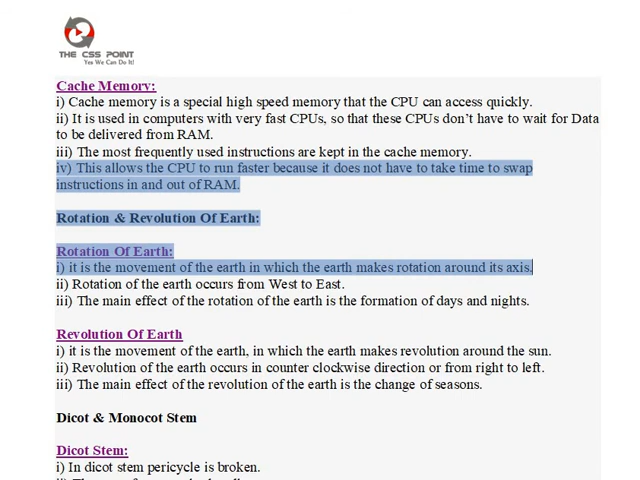 THE CSS POINT
Yes We Can Do It!
Cache Memory:
i) Cache memory is a special high speed memory that the CPU can access quickly.
ii) It is used in computers with very fast CPUs, so that these CPUs don’t have to wait for Data
to be delivered from RAM.
iii) The most frequently used instructions are kept in the cache memory.
iv) This allows the CPU to run faster because it does not have to take time to swap
instructions in and out of RAM.
Rotation & Revolution Of Earth:
Rotation Of Earth:
i) it is the movement of the earth in which the earth makes rotation around its axis.
ii) Rotation of the earth occurs from West to East.
iii) The main effect of the rotation of the earth is the formation of days and nights.
Revolution Of Earth
i) it is the movement of the earth, in which the earth makes revolution around the sun.
ii) Revolution of the earth occurs in counter clockwise direction or from right to left.
iii) The main effect of the revolution of the earth is the change of seasons.
Dicot & Monocot Stem
Dicot Stem:
i) In dicot stem pericycle is broken.